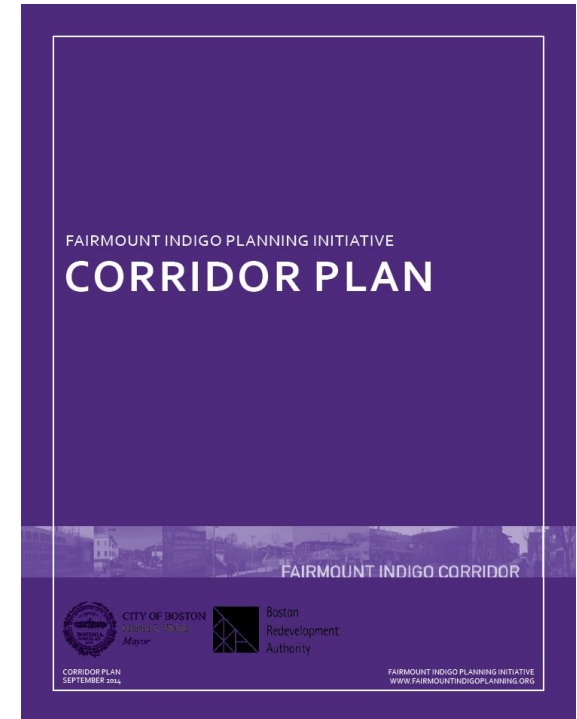 FAIRMOUNT INDIGO PLANNING INITIATIVE
CORRIDOR PLAN
FAIRMOUNT INDIGO CORRIDOR
CITY OF BOSTON
Mayor
Boston
Redevelopment
Authority
CORRIDOR PLAN
SEPTEMBER 2014
FAIRMOUNT INDIGO PLANNING INITIATIVE
WWW.FAIRMOUNTINDIGOPLANNING.ORG